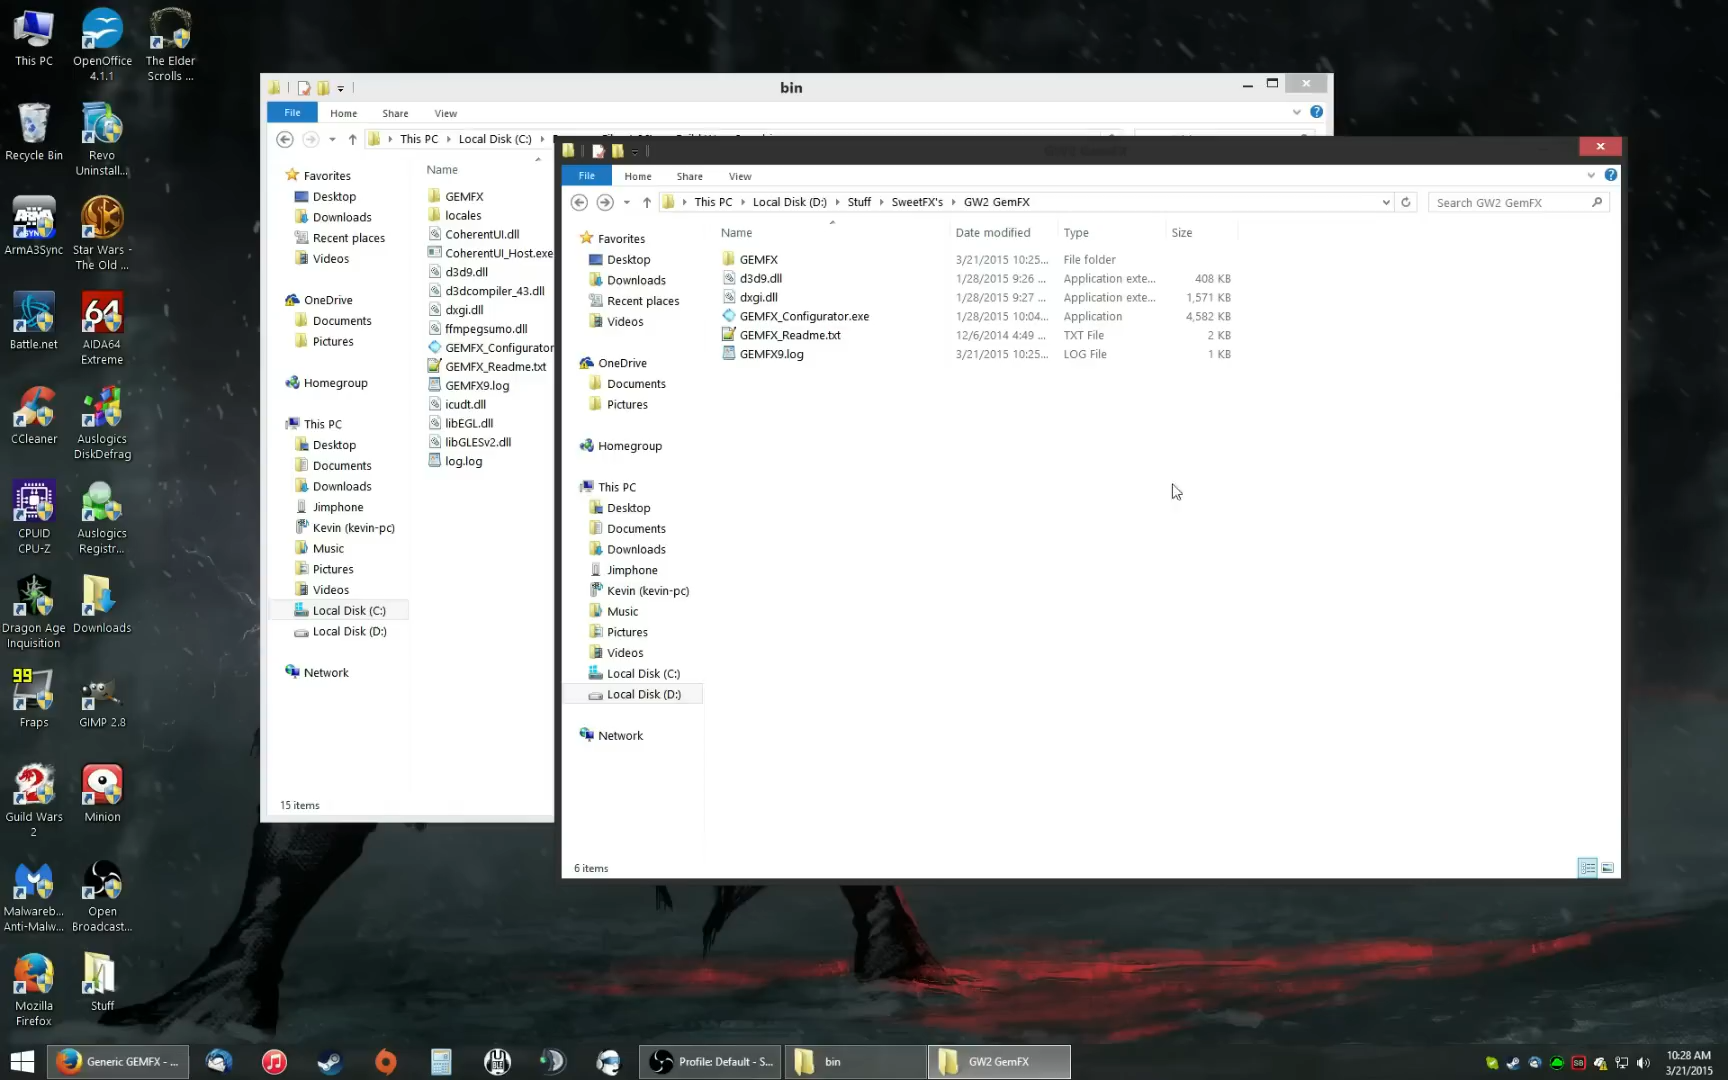 This PC
OpenOffice
4.1.1
The Elder
Scrolls ...
Recycle Bin
Revo
Uninstall...
ArmA3Sync
Star Wars -
The Old ...
Battle.net
64
AIDA64
Extreme
CCleaner
Auslogics
DiskDefrag
CPUID
CPU-Z
Auslogics
Registr...
Dragon Age
Inquisition
Downloads
99
Fraps
GIMP 2.8
Guild Wars
2
Minion
Malwareb...
Anti-Malw...
Open
Broadcast...
Mozilla
Firefox
Stuff
bin
File
Home
Share
View
This PC
Local Disk (C:)
Name
Favorites
Desktop
Downloads
Recent places
Videos
OneDrive
Documents
Pictures
Homegroup
This PC
Desktop
Documents
Downloads
Jimphone
Kevin (kevin-pc)
Music
Pictures
Videos
Local Disk (C:)
Local Disk (D:)
Network
GEMFX
locales
CoherentUI.dll
CoherentUI_Host.exe
d3d9.dll
d3dcompiler_43.dll
dxgi.dll
ffmpegsumo.dll
GEMFX_Configurator
GEMFX_Readme.txt
GEMFX9.log
icudt.dll
libEGL.dll
libGLESv2.dll
log.log
15 items
File
Home
Share
View
This PC
Local Disk (D:)
Stuff
SweetFX's
GW2 GemFX
Search GW2 GemFX
Favorites
Desktop
Downloads
Recent places
Videos
OneDrive
Documents
Pictures
Homegroup
This PC
Desktop
Documents
Downloads
Jimphone
Kevin (kevin-pc)
Music
Pictures
Videos
Local Disk (C:)
Local Disk (D:)
Network
Name Date modified Type Size
GEMFX 3/21/2015 10:25... File folder
d3d9.dll 1/28/2015 9:26 ... Application exte... 408 KB
dxgi.dll 1/28/2015 9:27 ... Application exte... 1,571 KB
GEMFX_Configurator.exe 1/28/2015 10:04... Application 4,582 KB
GEMFX_Readme.txt 12/6/2014 4:49 ... TXT File 2 KB
GEMFX9.log 3/21/2015 10:25... LOG File 1 KB
6 items
Generic GEMFX - ...
Profile: Default - S...
bin
GW2 GemFX
10:28 AM
3/21/2015